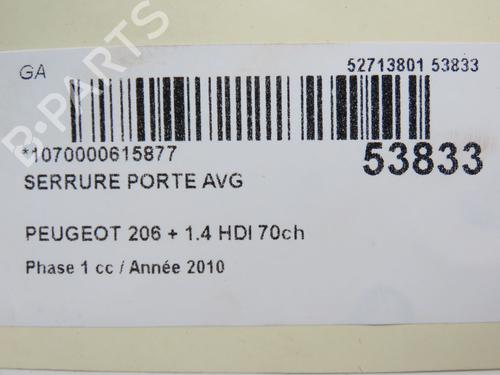 GA
52713801 53833
*1070000615877
53833
SERRURE PORTE AVG
PEUGEOT 206 + 1.4 HDI 70ch
Phase 1 cc / Année 2010
B-PARTS